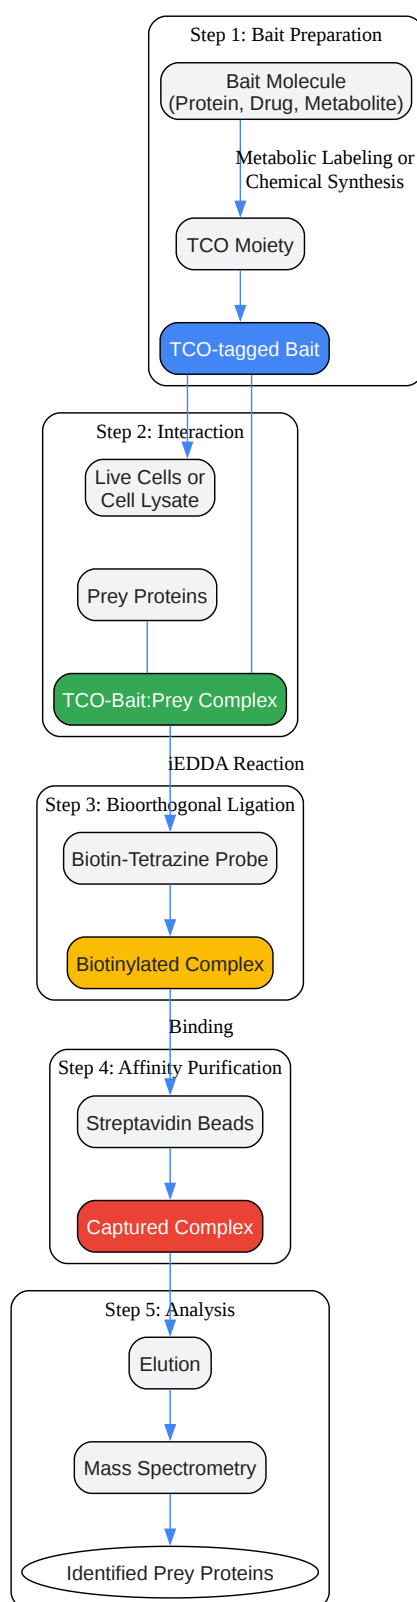 Step 1: Bait Preparation
Bait Molecule
(Protein, Drug, Metabolite)
Metabolic Labeling or
Chemical Synthesis
TCO Moiety
TCO-tagged Bait
Step 2: Interaction
Live Cells or
Cell Lysate
Prey Proteins
TCO-Bait:Prey Complex
iEDDA Reaction
Step 3: Bioorthogonal Ligation
Biotin-Tetrazine Probe
Biotinylated Complex
Binding
Step 4: Affinity Purification
Streptavidin Beads
Captured Complex
Step 5: Analysis
Elution
Mass Spectrometry
Identified Prey Proteins